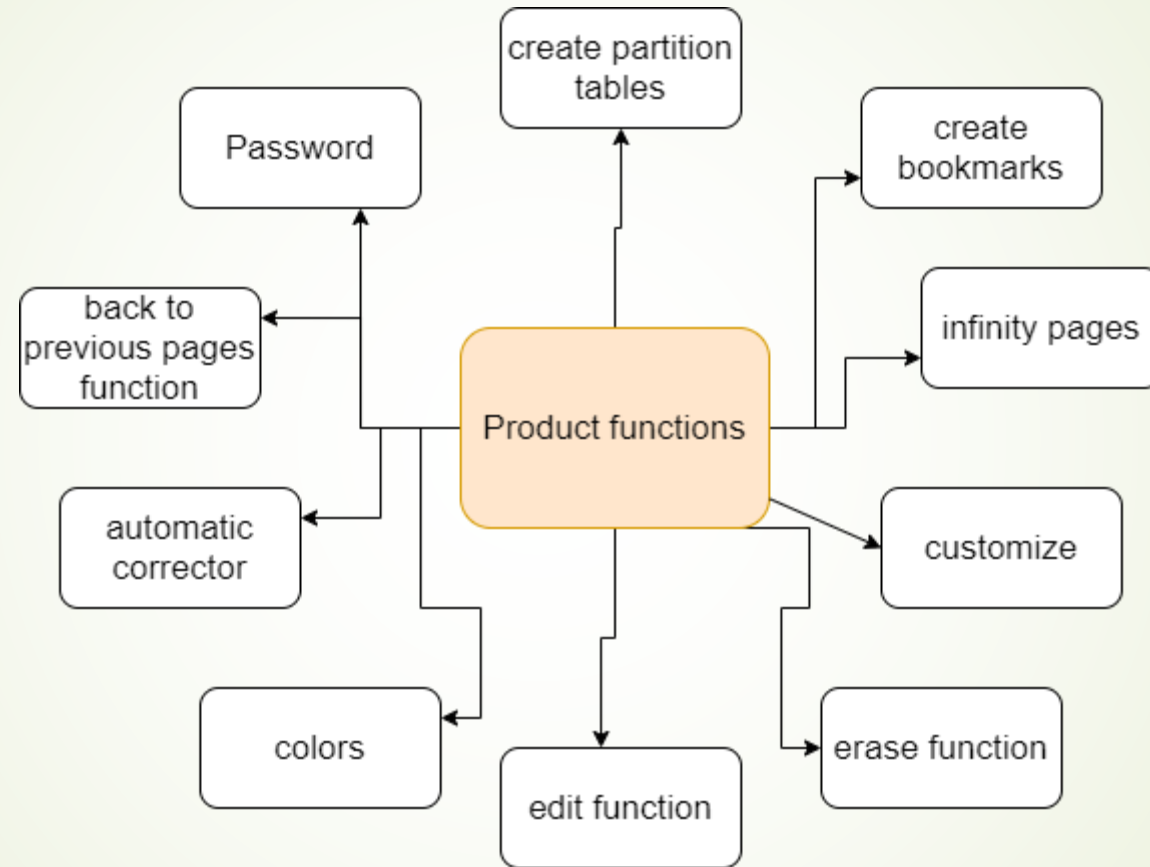 create partition
tables
Password
create
bookmarks
back to
previous pages
function
infinity pages
Product functions
automatic
corrector
customize
colors
edit function
erase function